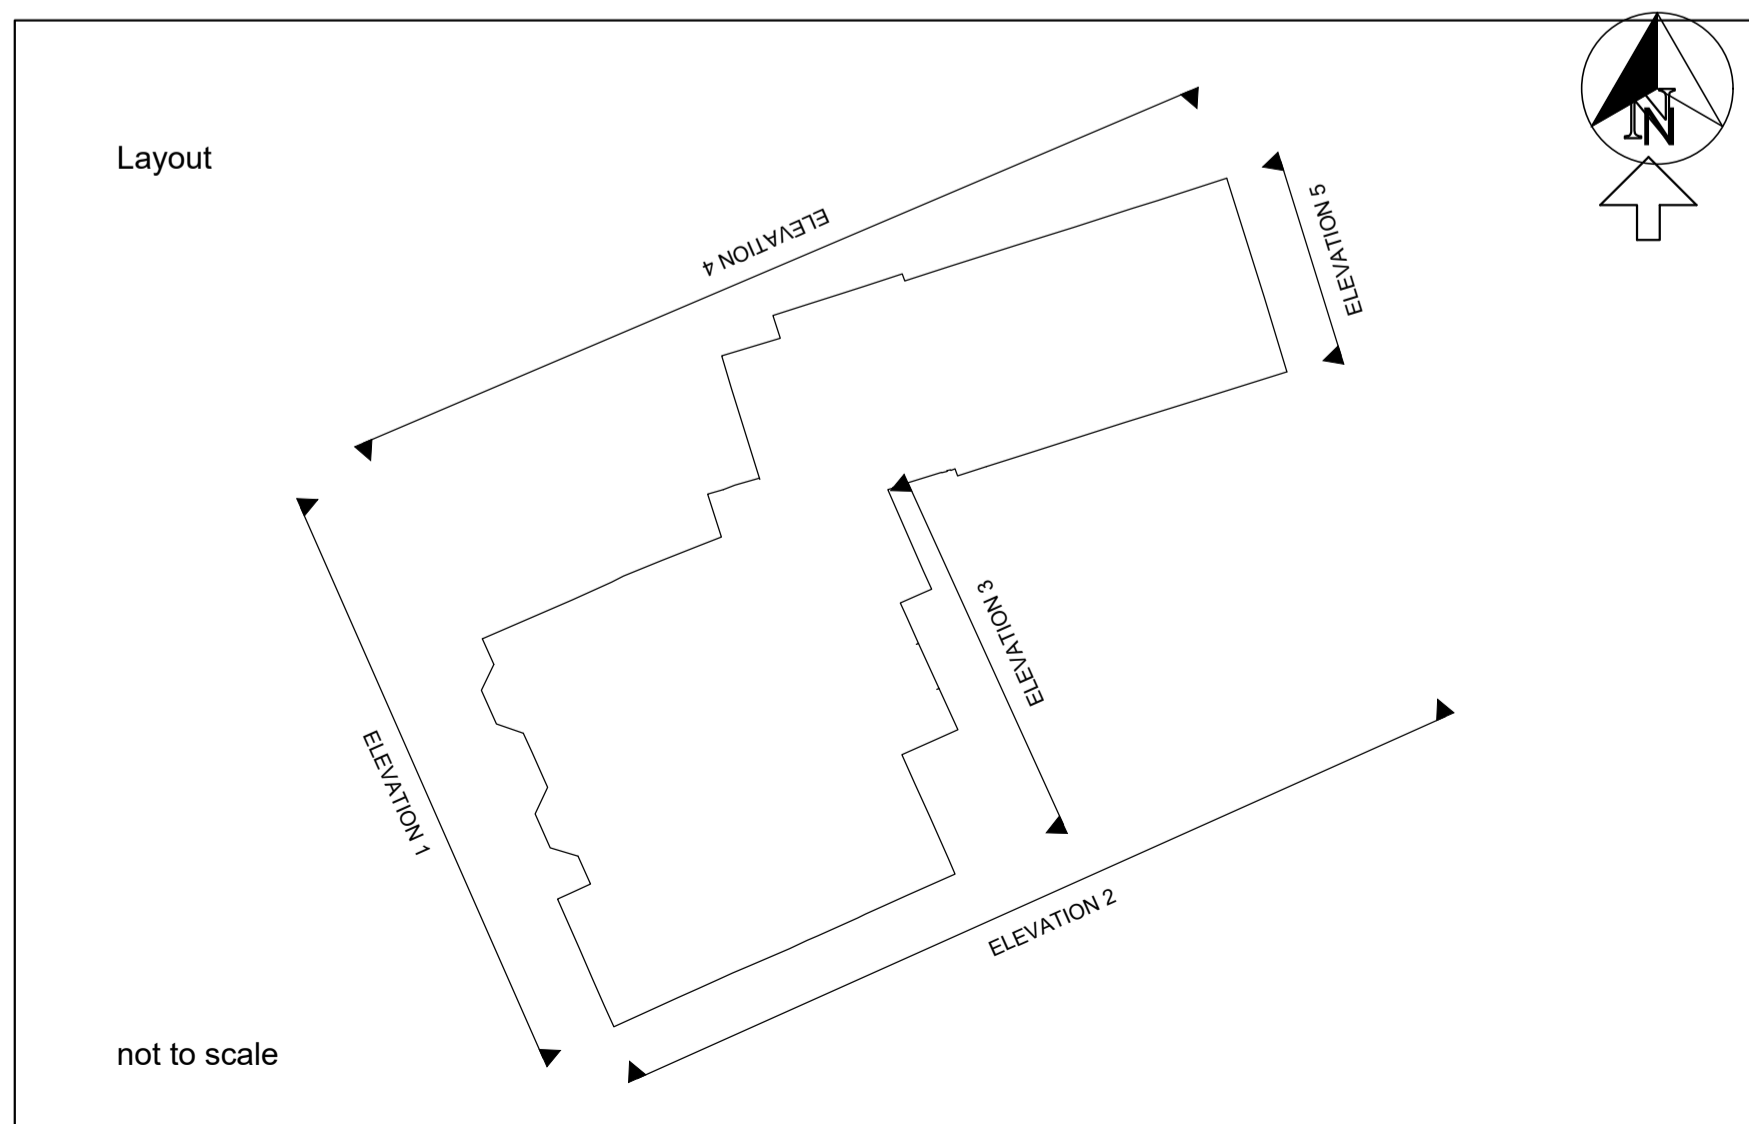 N
N
Layout
ELEVATION 4
ELEVATION 5
ELEVATION 3
ELEVATION 1
ELEVATION 2
not to scale